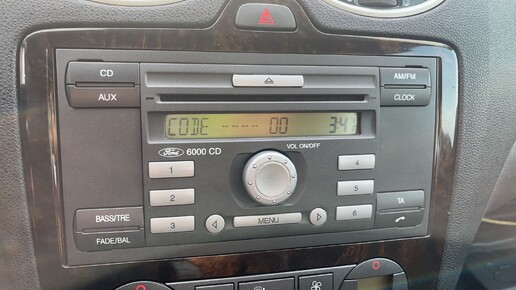 CD
AUX
AM/FM
CLOCK
CODE ----- 00
Ford 6000 CD
VOL ON/OFF
1
2
3
4
5
6
BASS/TRE
FADE/BAL
MENU
TA